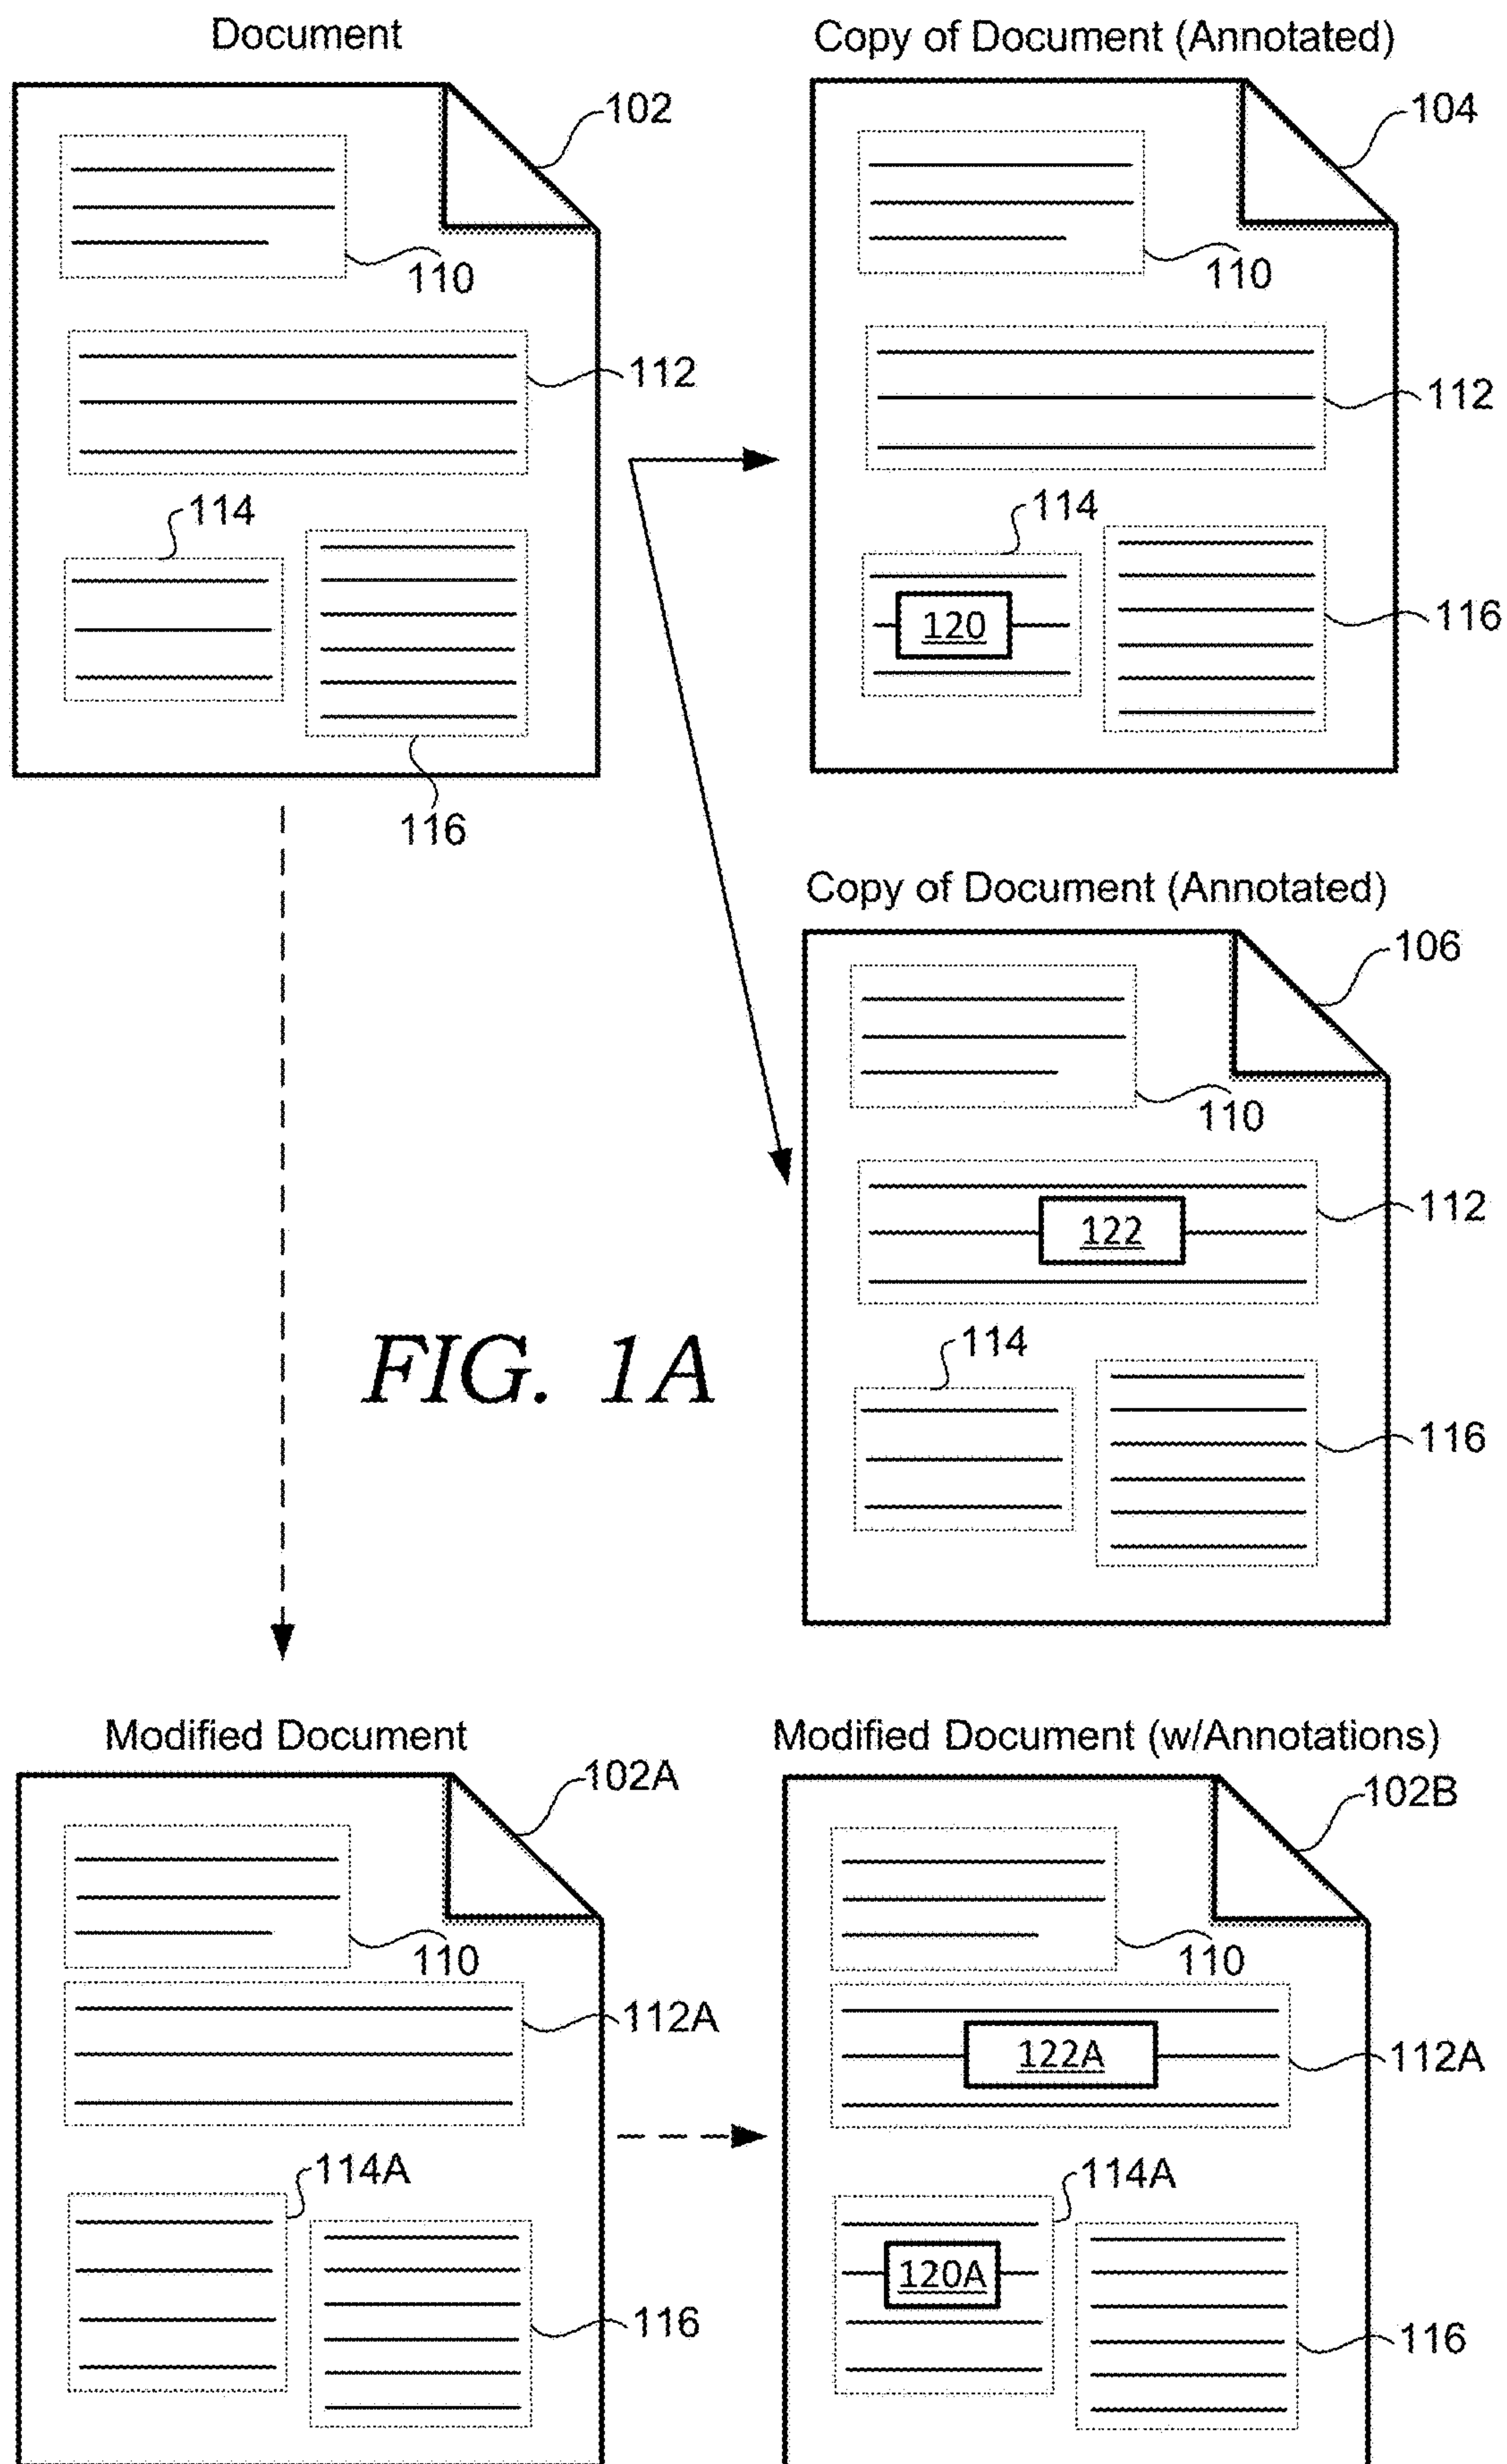 Document
102
110
112
114
116
Copy of Document (Annotated)
104
110
112
114
120
116
Copy of Document (Annotated)
106
110
122
112
114
116
FIG. 1A
Modified Document
102A
110
112A
114A
116
Modified Document (w/Annotations)
102B
110
122A
112A
114A
120A
116